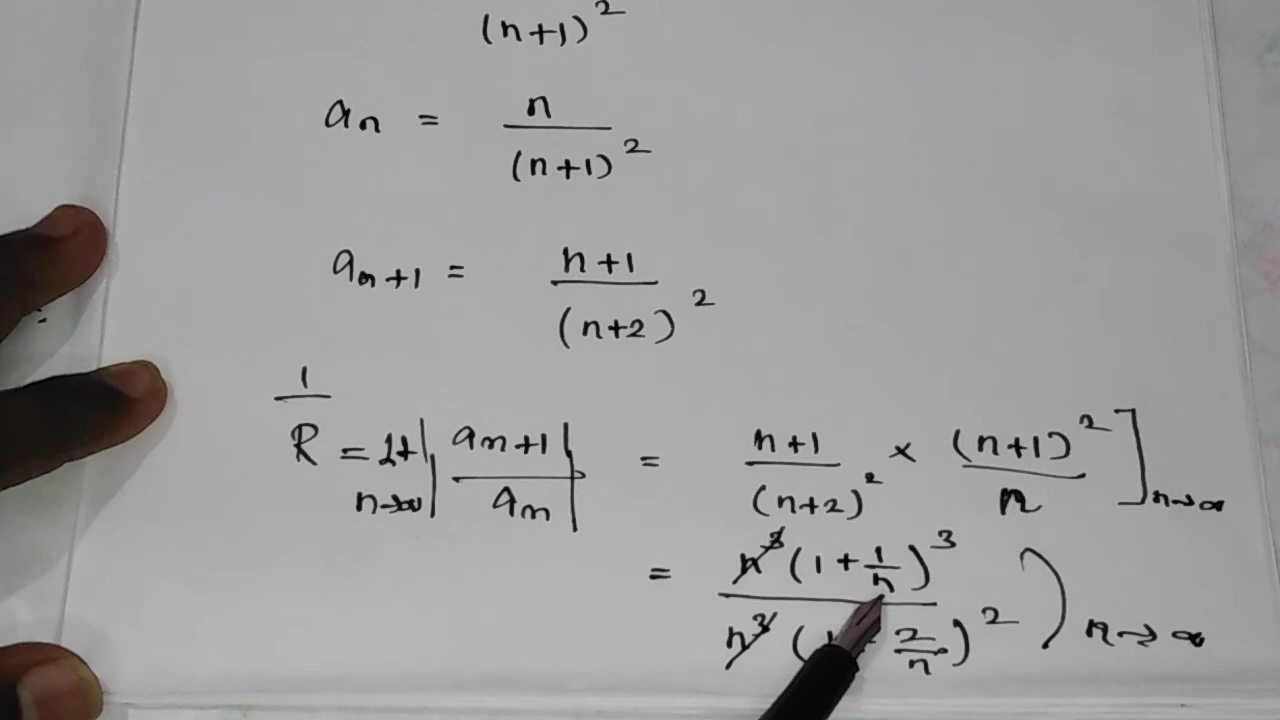 (n+1)²
aₙ = n/(n+1)²
aₙ₊₁ = n+1/(n+2)²
1/R = Lt n→∞ |aₙ₊₁/aₙ| = n+1/(n+2)² × (n+1)²/n ]n→∞
= n³(1+1/n)³/n³(1+2/n)² )n→∞